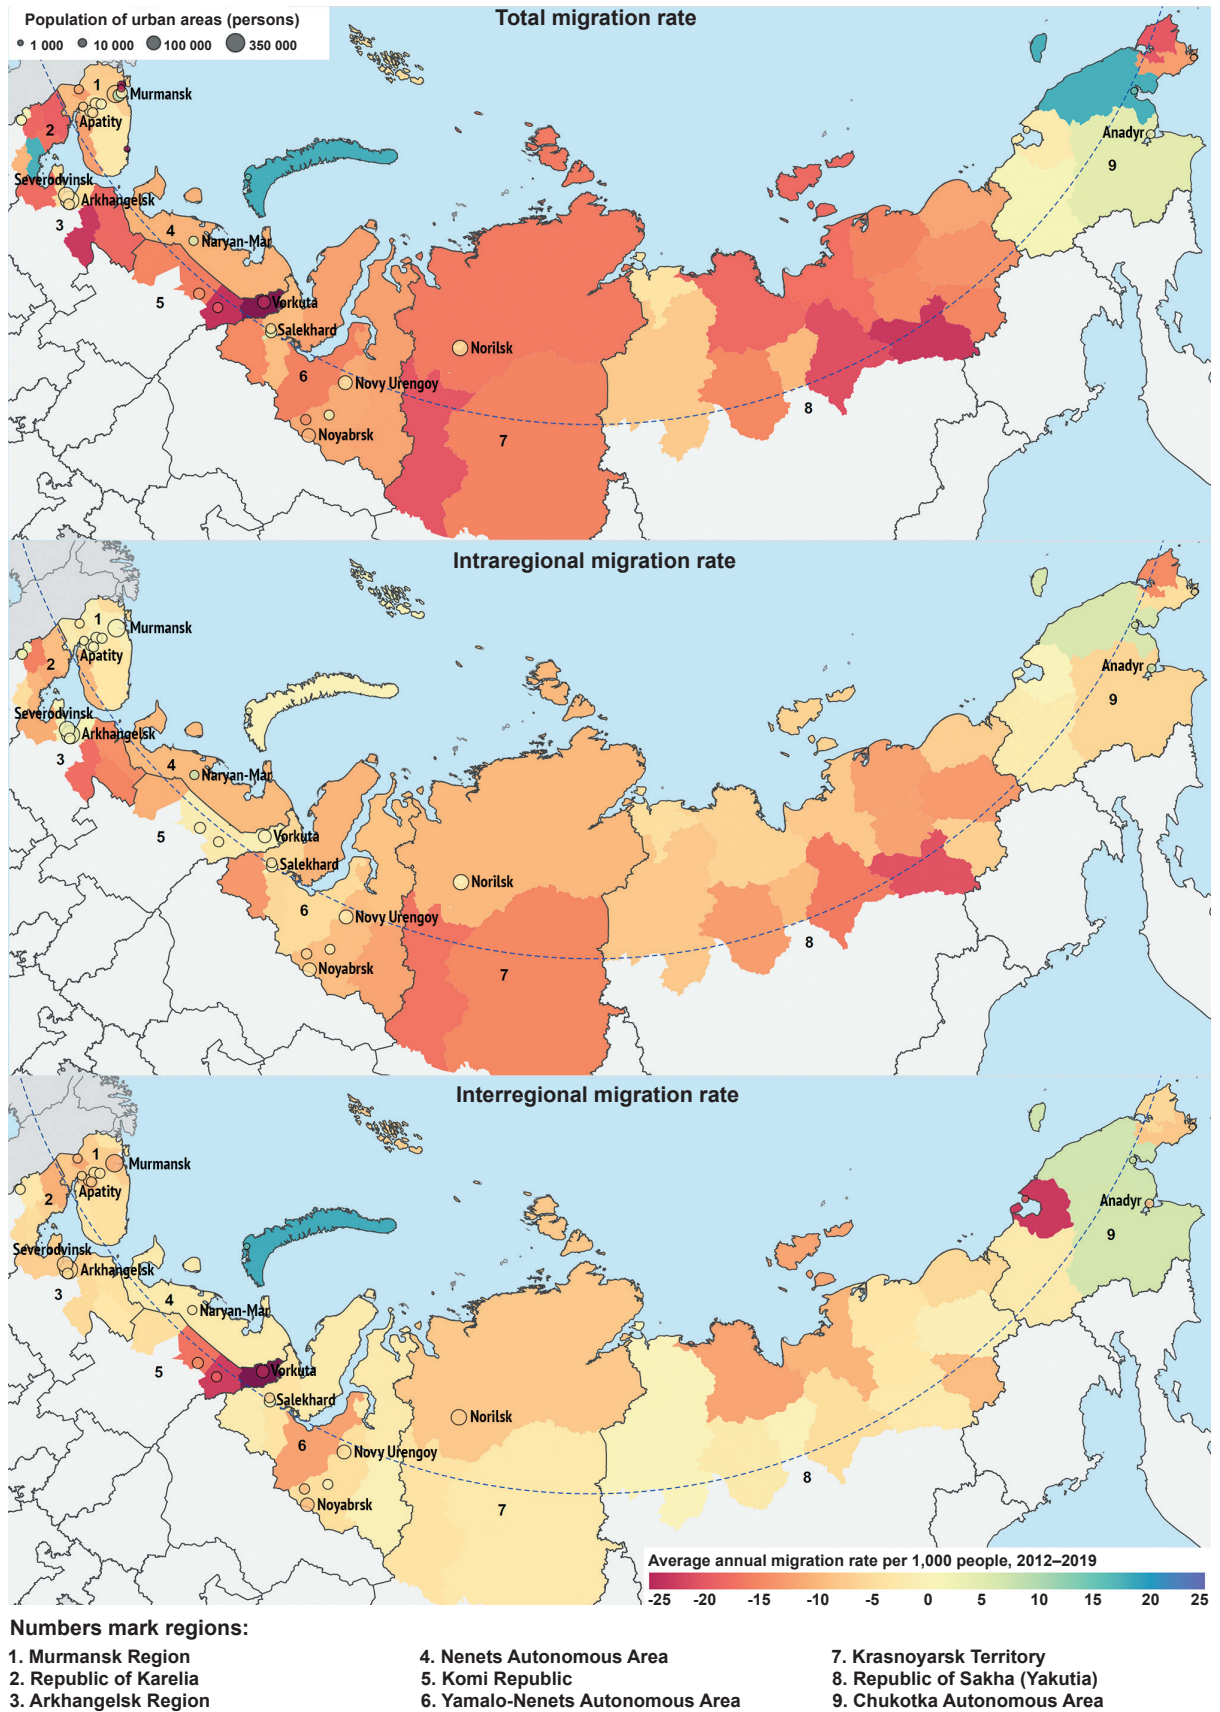 Total migration rate
Population of urban areas (persons)
1 000
10 000
100 000
350 000
1
Murmansk
Apatity
2
Severodvinsk
Arkhangelsk
3
4
Naryan-Mar
5
Vorkuta
Salekhard
6
Novy Urengoy
Noyabrsk
Norilsk
7
8
Anadyr
9
Intraregional migration rate
1
Murmansk
Apatity
2
Severodvinsk
Arkhangelsk
3
4
Naryan-Mar
5
Vorkuta
Salekhard
6
Novy Urengoy
Noyabrsk
Norilsk
7
8
Anadyr
9
Interregional migration rate
1
Murmansk
Apatity
2
Severodvinsk
Arkhangelsk
3
4
Naryan-Mar
5
Vorkuta
Salekhard
6
Novy Urengoy
Noyabrsk
Norilsk
7
8
Anadyr
9
Average annual migration rate per 1,000 people, 2012–2019
-25 -20 -15 -10 -5 0 5 10 15 20 25
Numbers mark regions:
1. Murmansk Region
2. Republic of Karelia
3. Arkhangelsk Region
4. Nenets Autonomous Area
5. Komi Republic
6. Yamalo-Nenets Autonomous Area
7. Krasnoyarsk Territory
8. Republic of Sakha (Yakutia)
9. Chukotka Autonomous Area